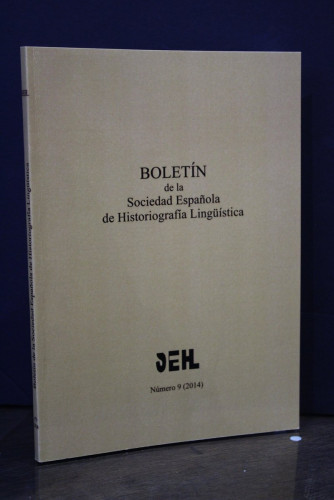 BOLETÍN
de la
Sociedad Española
de Historiografía Lingüística
SEHL
Número 9 (2014)